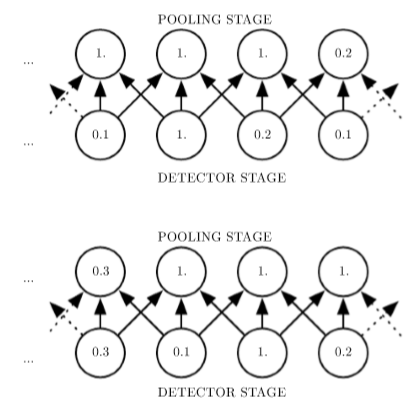 POOLING STAGE
... 1. 1. 1. 0.2
... 0.1 1. 0.2 0.1
DETECTOR STAGE
POOLING STAGE
... 0.3 1. 1. 1.
... 0.3 0.1 1. 0.2
DETECTOR STAGE